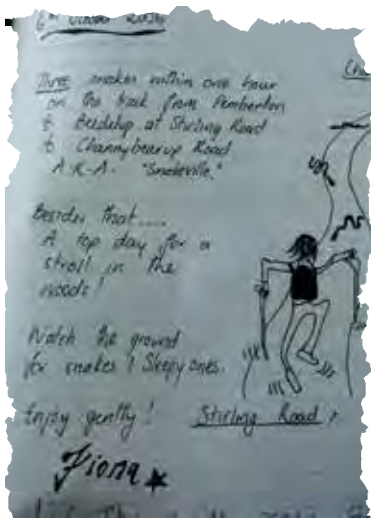 Three snakes within one hour
on the track from Pemberton
to Beedelup at Stirling Road
to Channybearup Road
A.K.A. "Snakeville."
Besides that....
A top day for a
stroll in the
woods!
Watch the ground
for snakes! Sleepy ones.
Enjoy gently!
Stirling Road
Fiona